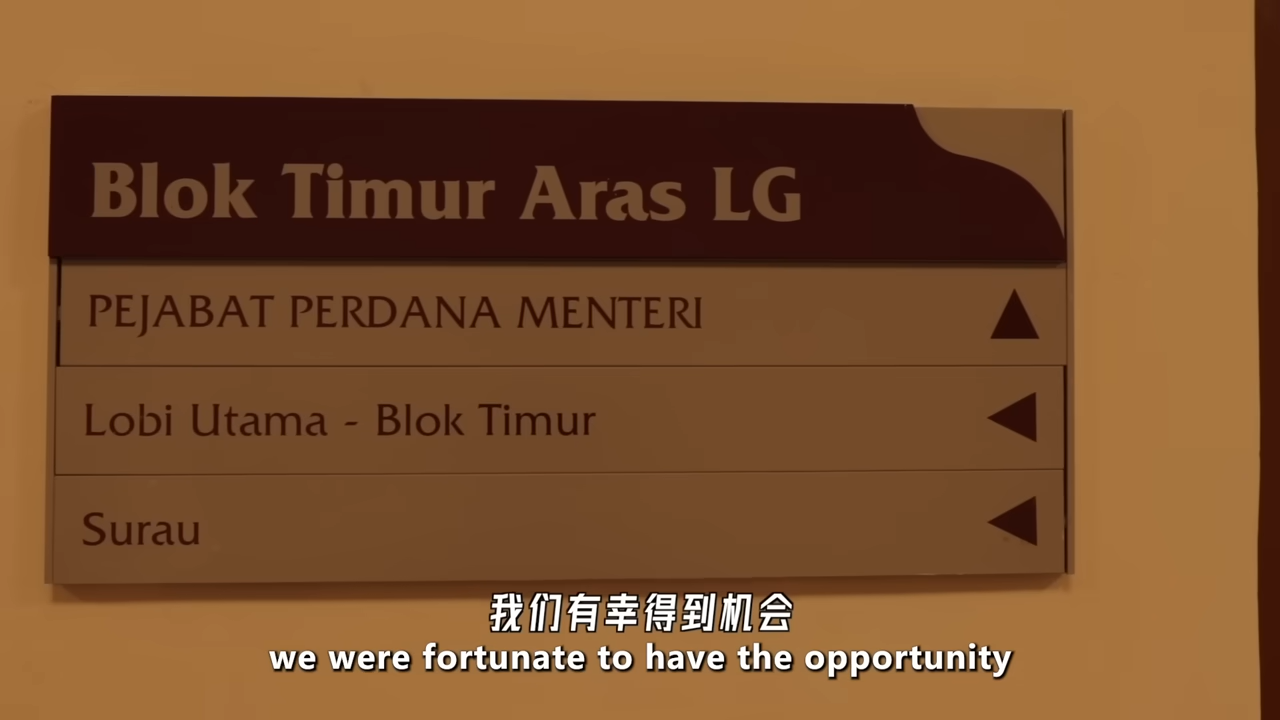 Blok Timur Aras LG
PEJABAT PERDANA MENTERI
Lobi Utama - Blok Timur
Surau
我们有幸得到机会
we were fortunate to have the opportunity